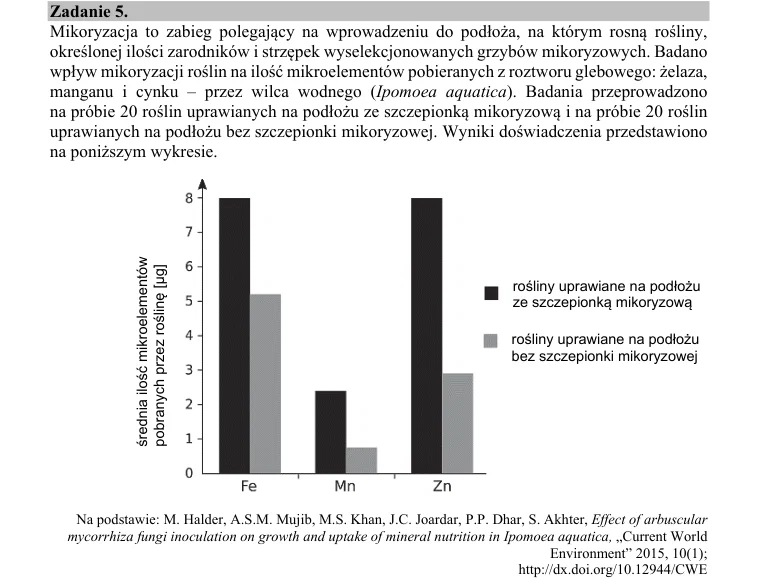 Zadanie 5.
Mikoryzacja to zabieg polegający na wprowadzeniu do podłoża, na którym rosną rośliny,
określonej ilości zarodników i strzępek wyselekcjonowanych grzybów mikoryzowych. Badano
wpływ mikoryzacji roślin na ilość mikroelementów pobieranych z roztworu glebowego: żelaza,
manganu i cynku – przez wilca wodnego (Ipomoea aquatica). Badania przeprowadzono
na próbie 20 roślin uprawianych na podłożu ze szczepionką mikoryzową i na próbie 20 roślin
uprawianych na podłożu bez szczepionki mikoryzowej. Wyniki doświadczenia przedstawiono
na poniższym wykresie.
średnia ilość mikroelementów
pobranych przez roślinę [µg]
8
7
6
5
4
3
2
1
0
Fe Mn Zn
rośliny uprawiane na podłożu
ze szczepionką mikoryzową
rośliny uprawiane na podłożu
bez szczepionki mikoryzowej
Na podstawie: M. Halder, A.S.M. Mujib, M.S. Khan, J.C. Joardar, P.P. Dhar, S. Akhter, Effect of arbuscular
mycorrhiza fungi inoculation on growth and uptake of mineral nutrition in Ipomoea aquatica, „Current World
Environment” 2015, 10(1);
http://dx.doi.org/10.12944/CWE